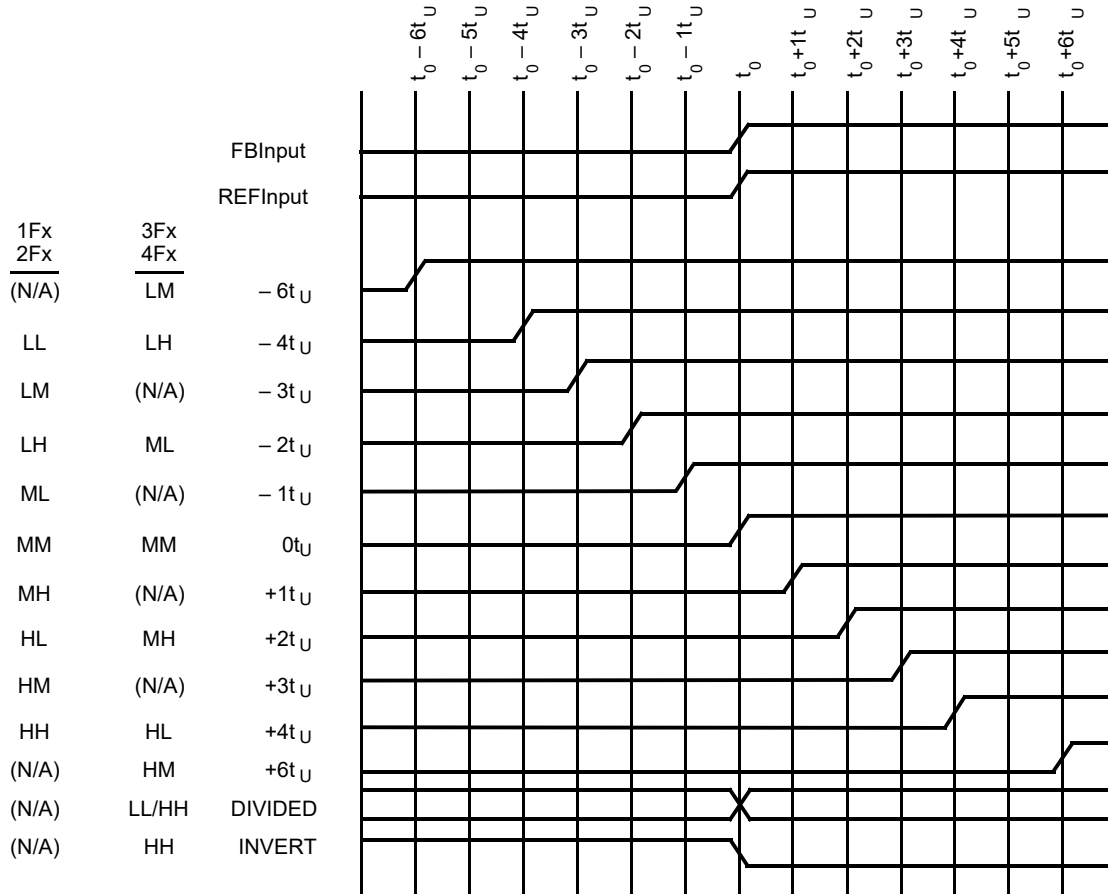 t0 – 6tU
t0 – 5tU
t0 – 4tU
t0 – 3tU
t0 – 2tU
t0 – 1tU
t0
t0+1tU
t0+2tU
t0+3tU
t0+4tU
t0+5tU
t0+6tU
FBInput
REFInput
1Fx 3Fx
2Fx 4Fx
(N/A) LM – 6tU
LL LH – 4tU
LM (N/A) – 3tU
LH ML – 2tU
ML (N/A) – 1tU
MM MM 0tU
MH (N/A) +1tU
HL MH +2tU
HM (N/A) +3tU
HH HL +4tU
(N/A) HM +6tU
(N/A) LL/HH DIVIDED
(N/A) HH INVERT